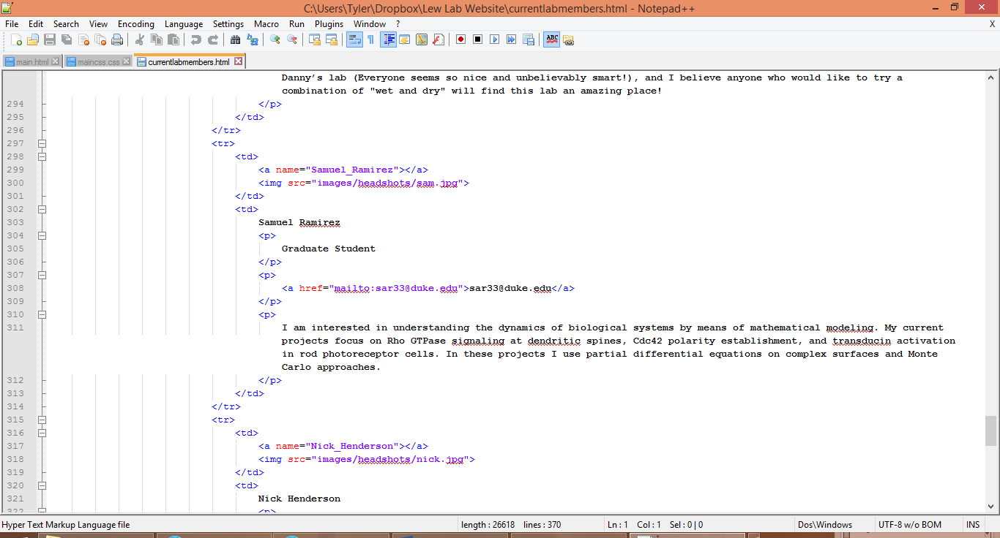 C:\Users\Tyler\Dropbox\Lew Lab Website\currentlabmembers.html - Notepad++
File Edit Search View Encoding Language Settings Macro Run Plugins Window ? X
main.html maincss.css currentlabmembers.html
Danny’s lab (Everyone seems so nice and unbelievably smart!), and I believe anyone who would like to try a
combination of "wet and dry" will find this lab an amazing place!
294 </p>
295 </td>
296 </tr>
297 <tr>
298 <td>
299 <a name="Samuel_Ramirez"></a>
300 <img src="images/headshots/sam.jpg">
301 </td>
302 <td>
303 Samuel Ramirez
304 <p>
305 Graduate Student
306 </p>
307 <p>
308 <a href="mailto:sar33@duke.edu">sar33@duke.edu</a>
309 </p>
310 <p>
311 I am interested in understanding the dynamics of biological systems by means of mathematical modeling. My current
projects focus on Rho GTPase signaling at dendritic spines, Cdc42 polarity establishment, and transducin activation
in rod photoreceptor cells. In these projects I use partial differential equations on complex surfaces and Monte
Carlo approaches.
312 </p>
313 </td>
314 </tr>
315 <tr>
316 <td>
317 <a name="Nick_Henderson"></a>
318 <img src="images/headshots/nick.jpg">
319 </td>
320 <td>
321 Nick Henderson
322 <p>
Hyper Text Markup Language file length : 26618 lines : 370 Ln : 1 Col : 1 Sel : 0 | 0 Dos\Windows UTF-8 w/o BOM INS